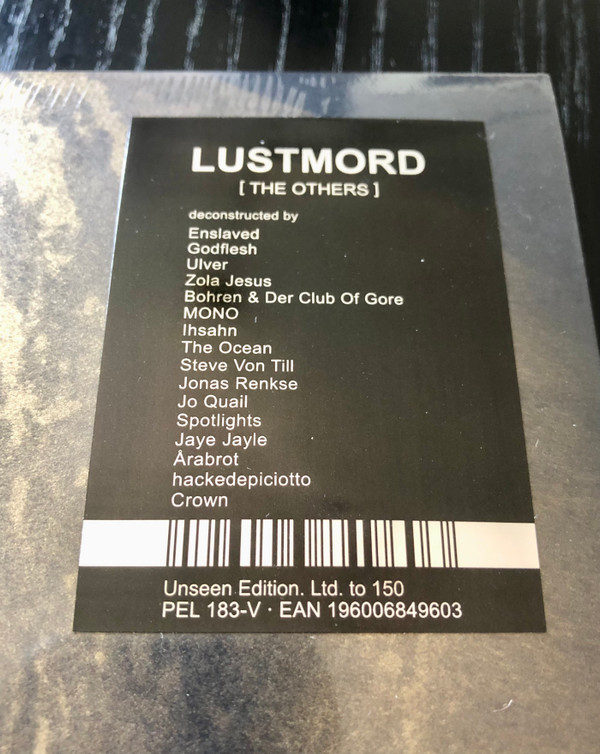 LUSTMORD
[ THE OTHERS ]
deconstructed by
Enslaved
Godflesh
Ulver
Zola Jesus
Bohren & Der Club Of Gore
MONO
Ihsahn
The Ocean
Steve Von Till
Jonas Renkse
Jo Quail
Spotlights
Jaye Jayle
Årabrot
hackedepicciotto
Crown
Unseen Edition. Ltd. to 150
PEL 183-V · EAN 196006849603